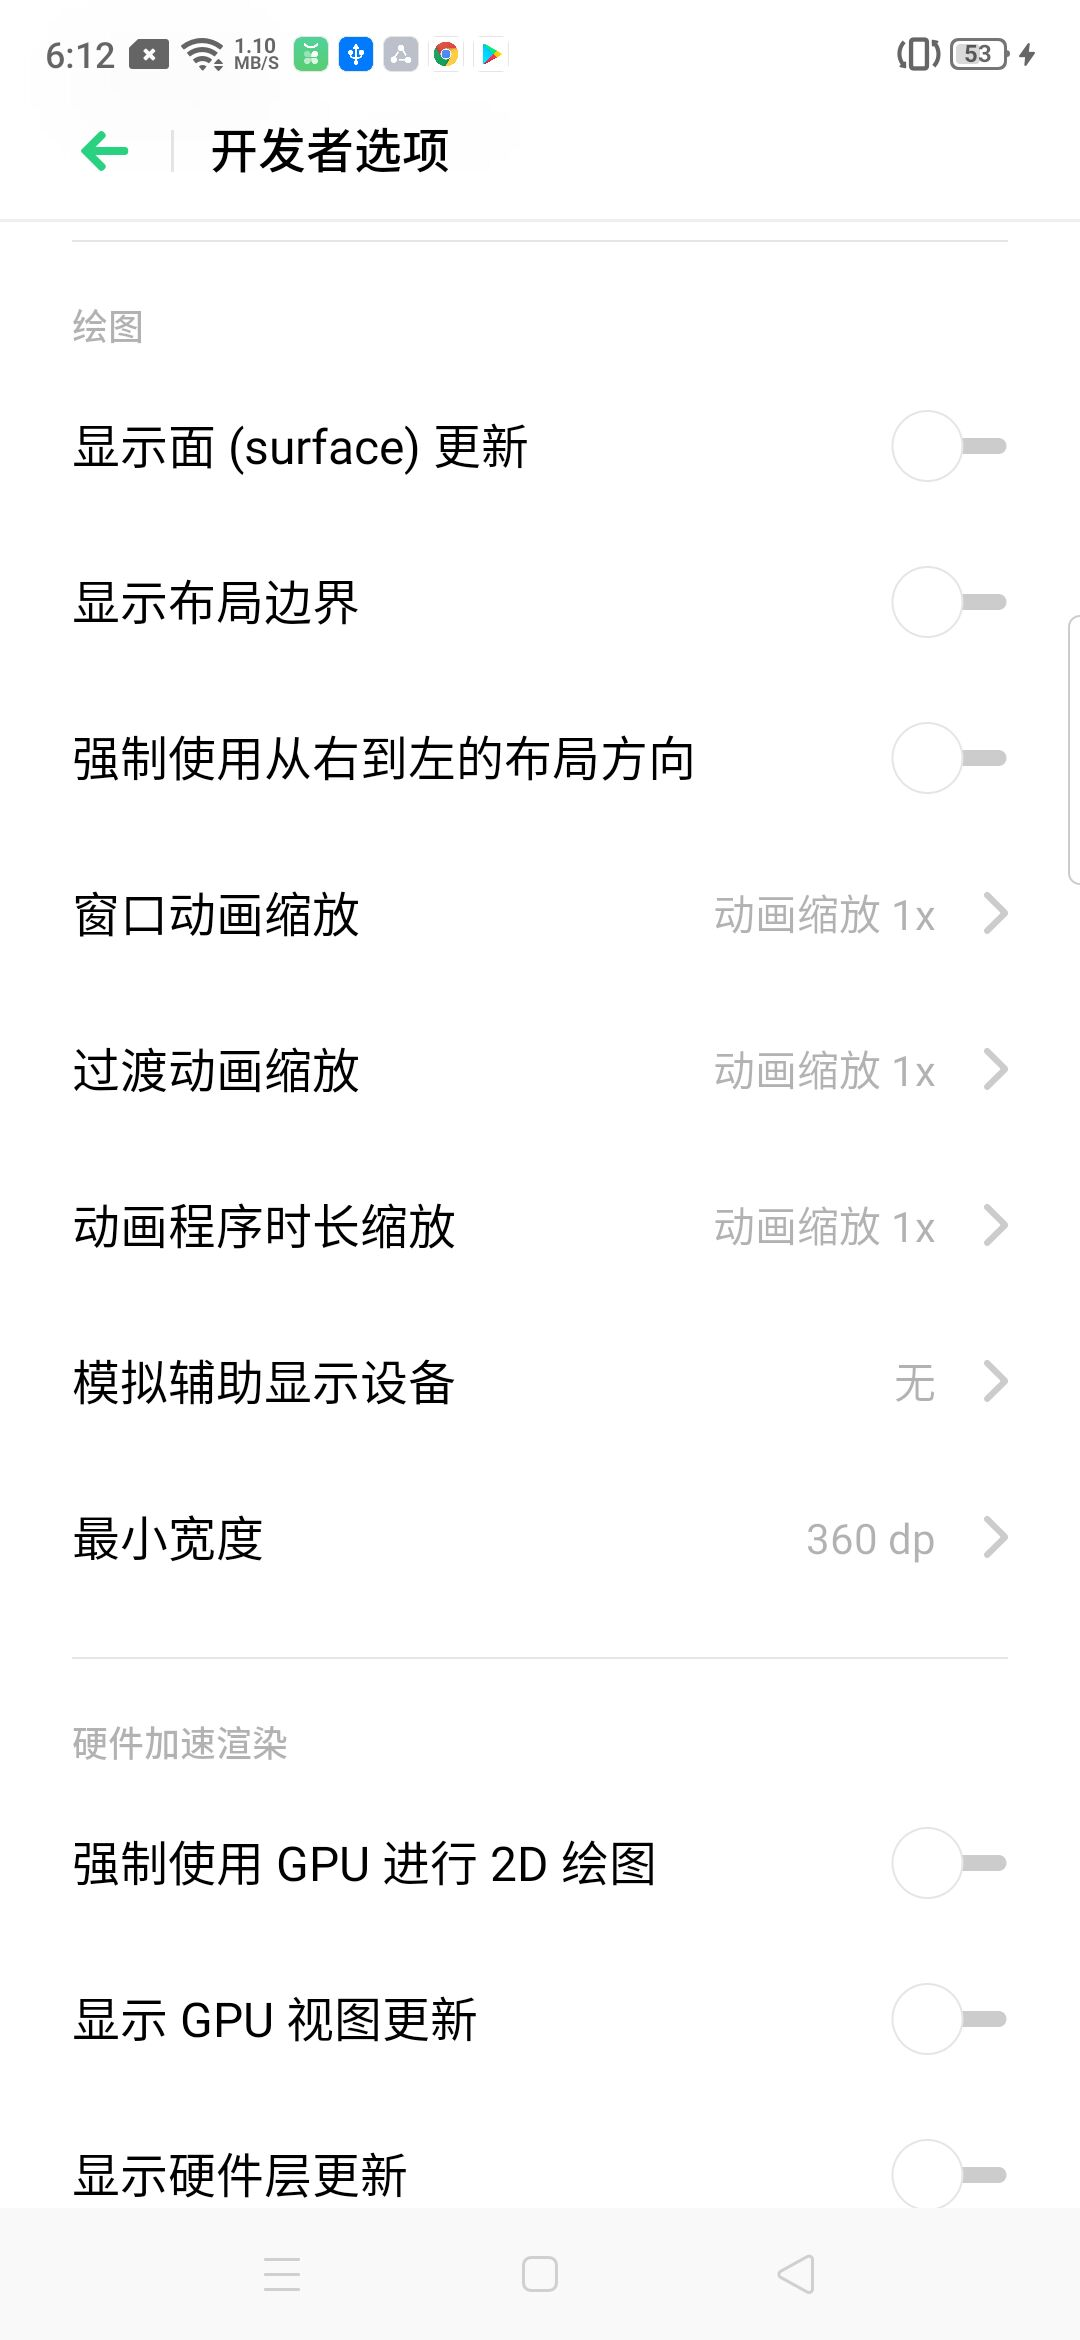 6:12 1.10 MB/S 53
开发者选项
绘图
显示面 (surface) 更新
显示布局边界
强制使用从右到左的布局方向
窗口动画缩放 动画缩放 1x
过渡动画缩放 动画缩放 1x
动画程序时长缩放 动画缩放 1x
模拟辅助显示设备 无
最小宽度 360 dp
硬件加速渲染
强制使用 GPU 进行 2D 绘图
显示 GPU 视图更新
显示硬件层更新